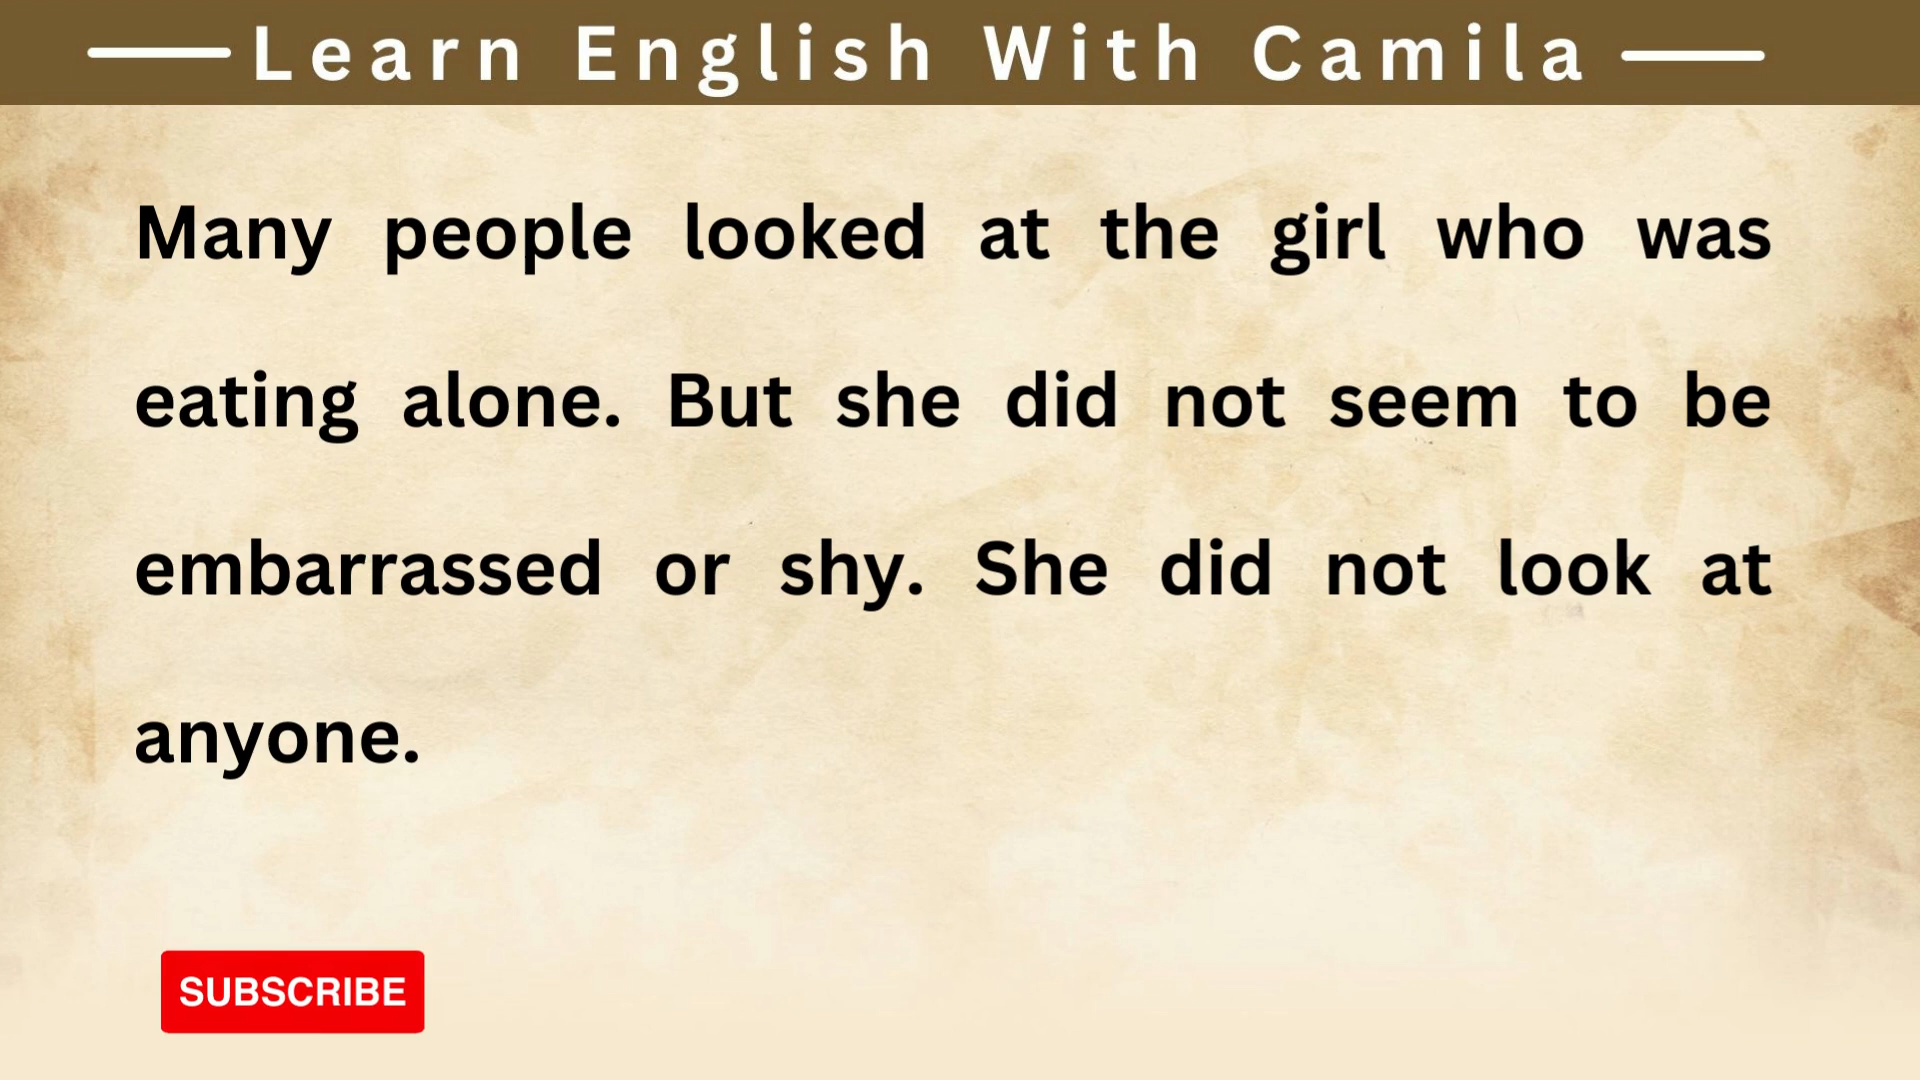 Learn English With Camila
Many people looked at the girl who was
eating alone. But she did not seem to be
embarrassed or shy. She did not look at
anyone.
SUBSCRIBE